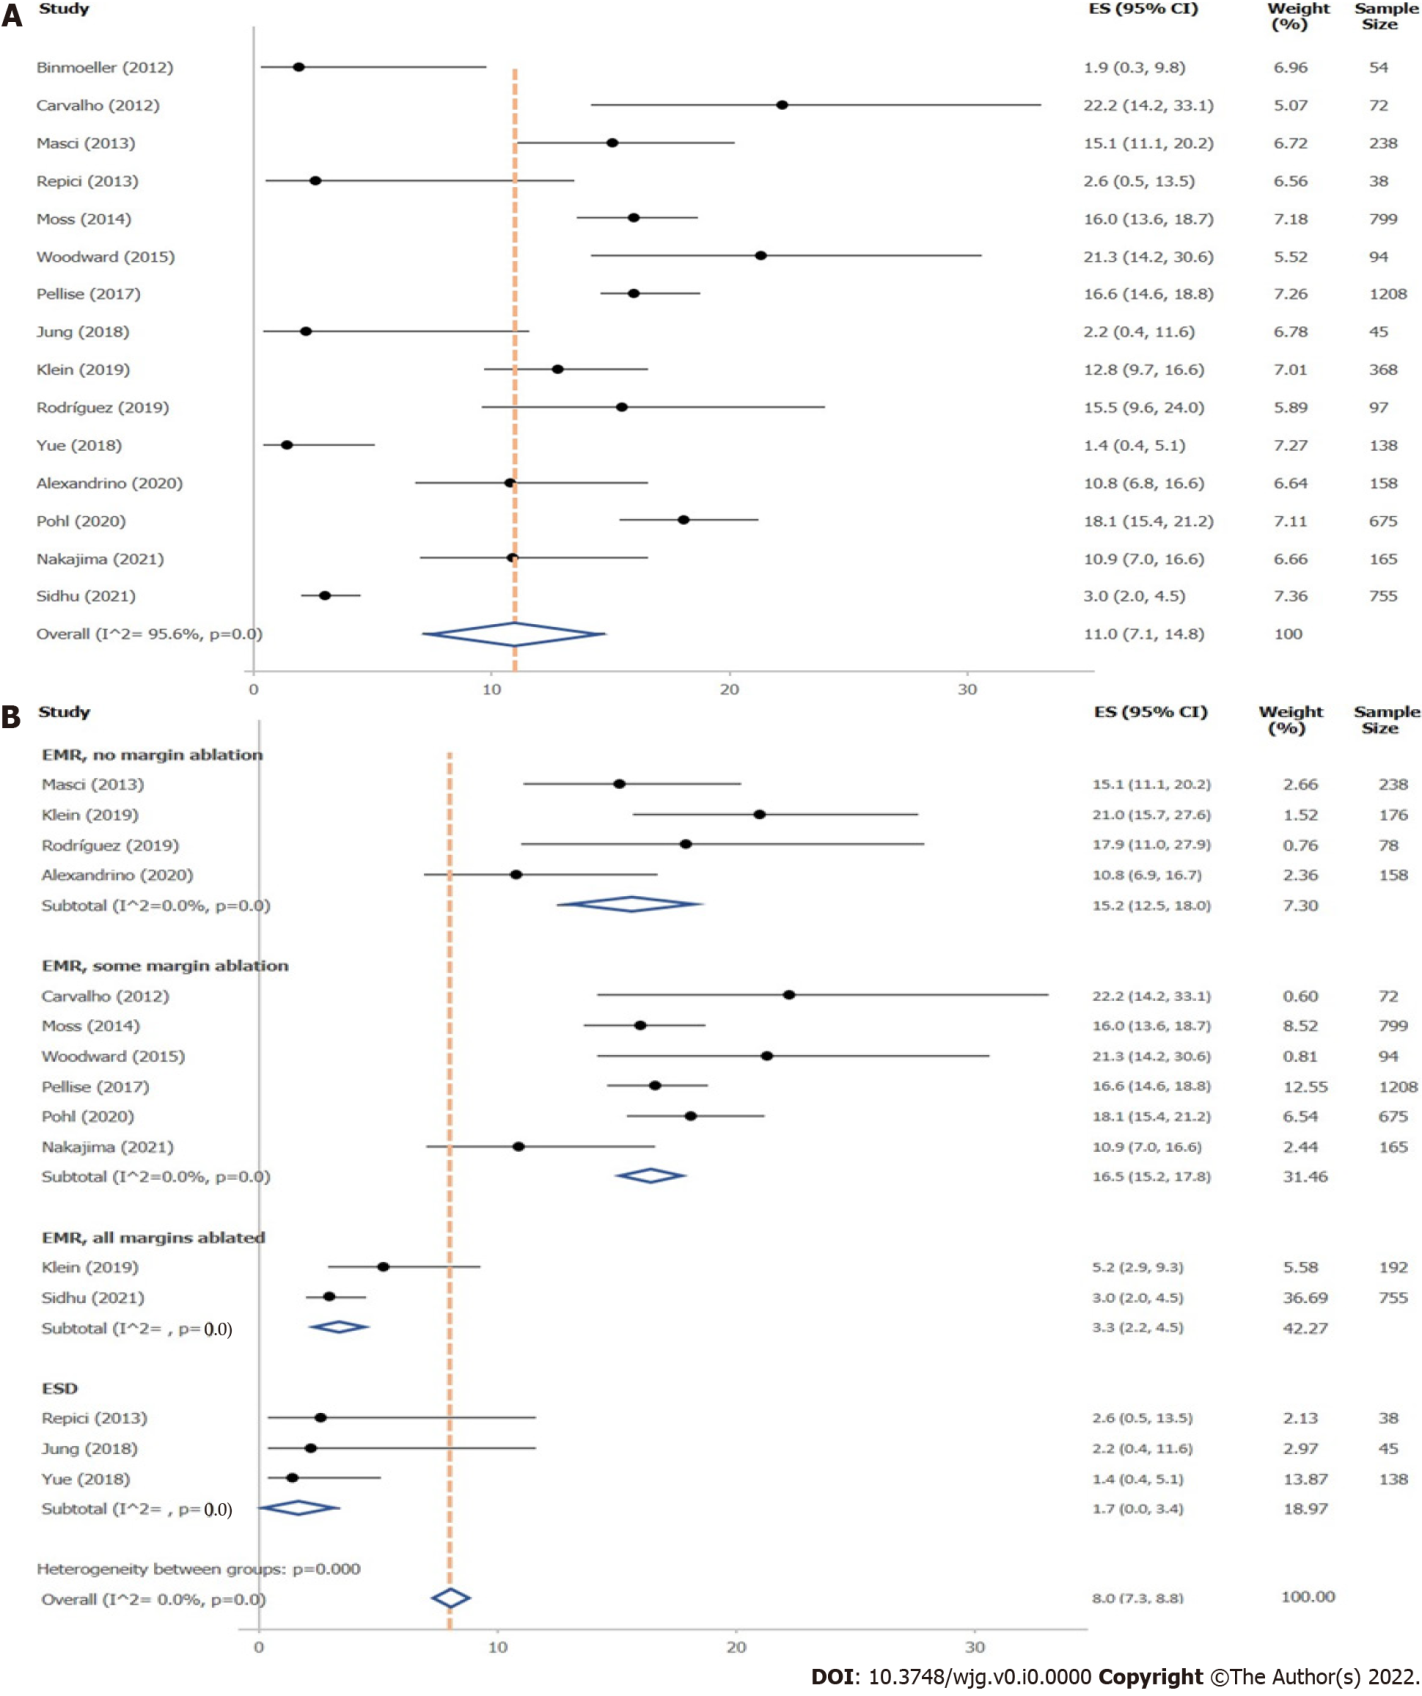 A
Study ES (95% CI) Weight (%) Sample Size
Binmoeller (2012) 1.9 (0.3, 9.8) 6.96 54
Carvalho (2012) 22.2 (14.2, 33.1) 5.07 72
Masci (2013) 15.1 (11.1, 20.2) 6.72 238
Repici (2013) 2.6 (0.5, 13.5) 6.56 38
Moss (2014) 16.0 (13.6, 18.7) 7.18 799
Woodward (2015) 21.3 (14.2, 30.6) 5.52 94
Pellise (2017) 16.6 (14.6, 18.8) 7.26 1208
Jung (2018) 2.2 (0.4, 11.6) 6.78 45
Klein (2019) 12.8 (9.7, 16.6) 7.01 368
Rodríguez (2019) 15.5 (9.6, 24.0) 5.89 97
Yue (2018) 1.4 (0.4, 5.1) 7.27 138
Alexandrino (2020) 10.8 (6.8, 16.6) 6.64 158
Pohl (2020) 18.1 (15.4, 21.2) 7.11 675
Nakajima (2021) 10.9 (7.0, 16.6) 6.66 165
Sidhu (2021) 3.0 (2.0, 4.5) 7.36 755
Overall (I^2= 95.6%, p=0.0) 11.0 (7.1, 14.8) 100
0 10 20 30
B
Study ES (95% CI) Weight (%) Sample Size
EMR, no margin ablation
Masci (2013) 15.1 (11.1, 20.2) 2.66 238
Klein (2019) 21.0 (15.7, 27.6) 1.52 176
Rodríguez (2019) 17.9 (11.0, 27.9) 0.76 78
Alexandrino (2020) 10.8 (6.9, 16.7) 2.36 158
Subtotal (I^2=0.0%, p=0.0) 15.2 (12.5, 18.0) 7.30
EMR, some margin ablation
Carvalho (2012) 22.2 (14.2, 33.1) 0.60 72
Moss (2014) 16.0 (13.6, 18.7) 8.52 799
Woodward (2015) 21.3 (14.2, 30.6) 0.81 94
Pellise (2017) 16.6 (14.6, 18.8) 12.55 1208
Pohl (2020) 18.1 (15.4, 21.2) 6.54 675
Nakajima (2021) 10.9 (7.0, 16.6) 2.44 165
Subtotal (I^2=0.0%, p=0.0) 16.5 (15.2, 17.8) 31.46
EMR, all margins ablated
Klein (2019) 5.2 (2.9, 9.3) 5.58 192
Sidhu (2021) 3.0 (2.0, 4.5) 36.69 755
Subtotal (I^2= , p=0.0) 3.3 (2.2, 4.5) 42.27
ESD
Repici (2013) 2.6 (0.5, 13.5) 2.13 38
Jung (2018) 2.2 (0.4, 11.6) 2.97 45
Yue (2018) 1.4 (0.4, 5.1) 13.87 138
Subtotal (I^2= , p=0.0) 1.7 (0.0, 3.4) 18.97
Heterogeneity between groups: p=0.000
Overall (I^2= 0.0%, p=0.0) 8.0 (7.3, 8.8) 100.00
0 10 20 30
DOI: 10.3748/wjg.v0.i0.0000 Copyright ©The Author(s) 2022.